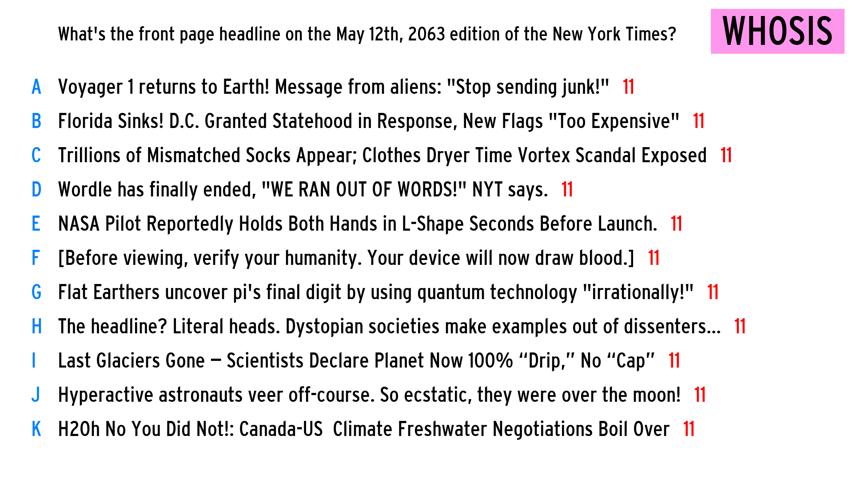 What's the front page headline on the May 12th, 2063 edition of the New York Times?
WHOSIS
A Voyager 1 returns to Earth! Message from aliens: "Stop sending junk!" 11
B Florida Sinks! D.C. Granted Statehood in Response, New Flags "Too Expensive" 11
C Trillions of Mismatched Socks Appear; Clothes Dryer Time Vortex Scandal Exposed 11
D Wordle has finally ended, "WE RAN OUT OF WORDS!" NYT says. 11
E NASA Pilot Reportedly Holds Both Hands in L-Shape Seconds Before Launch. 11
F [Before viewing, verify your humanity. Your device will now draw blood.] 11
G Flat Earthers uncover pi's final digit by using quantum technology "irrationally!" 11
H The headline? Literal heads. Dystopian societies make examples out of dissenters... 11
I Last Glaciers Gone – Scientists Declare Planet Now 100% “Drip,” No “Cap” 11
J Hyperactive astronauts veer off-course. So ecstatic, they were over the moon! 11
K H20h No You Did Not!: Canada-US  Climate Freshwater Negotiations Boil Over 11